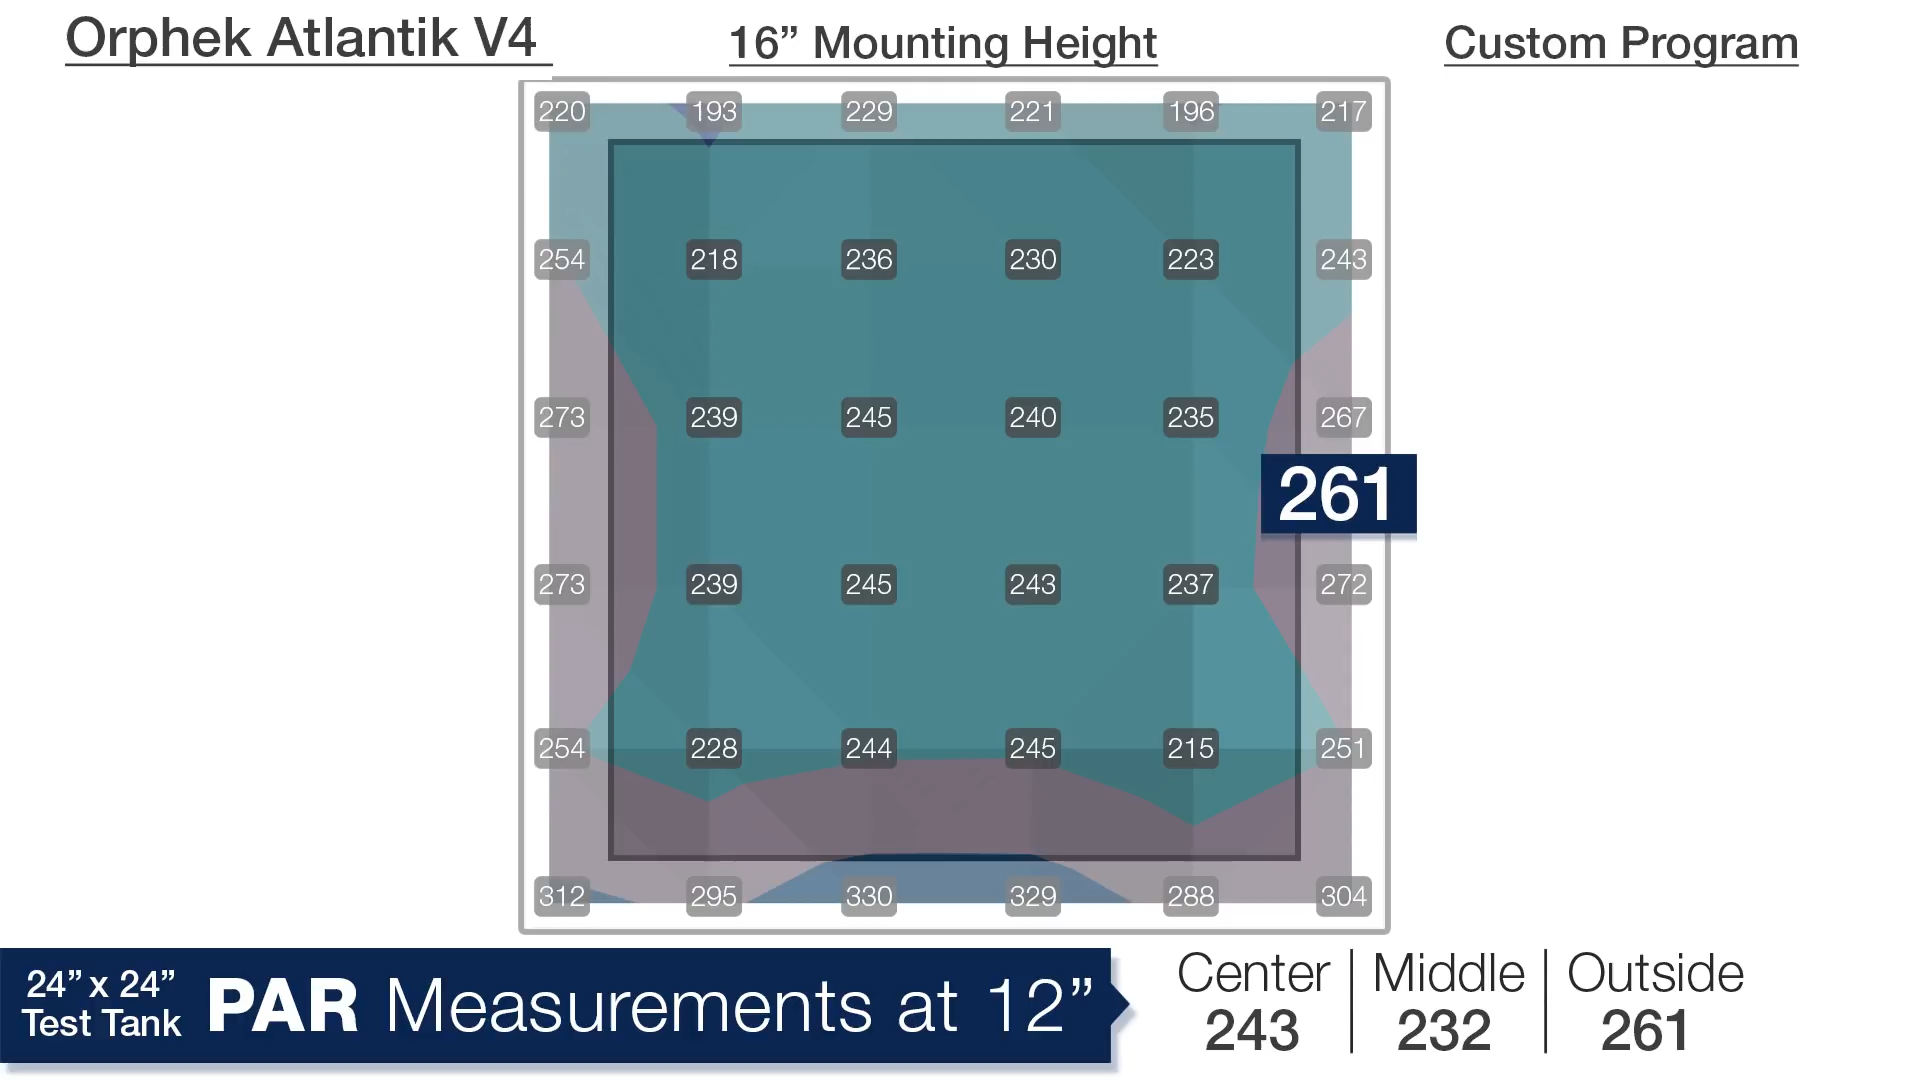 Orphek Atlantik V4
16” Mounting Height
Custom Program
220 193 229 221 196 217
254 218 236 230 223 243
273 239 245 240 235 267
261
273 239 245 243 237 272
254 228 244 245 215 251
312 295 330 329 288 304
24” x 24”
Test Tank
PAR Measurements at 12”
Center Middle Outside
243 232 261